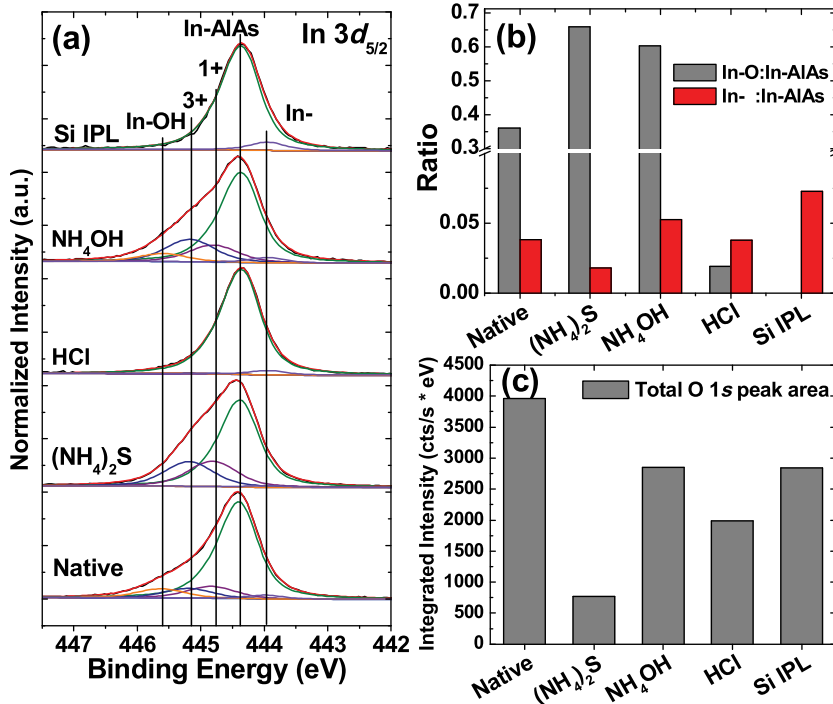 (a)
In-AlAs
In 3d5/2
1+
3+
In-OH
In-
Si IPL
NH4OH
HCl
(NH4)2S
Native
Normalized Intensity (a.u.)
447 446 445 444 443 442
Binding Energy (eV)
(b)
In-O:In-AlAs
In- :In-AlAs
Ratio
0.7
0.6
0.5
0.4
0.3
0.05
0.00
Native (NH4)2S NH4OH HCl Si IPL
(c)
Total O 1s peak area
Integrated Intensity (cts/s * eV)
4500
4000
3500
3000
2500
2000
1500
1000
500
0
Native (NH4)2S NH4OH HCl Si IPL